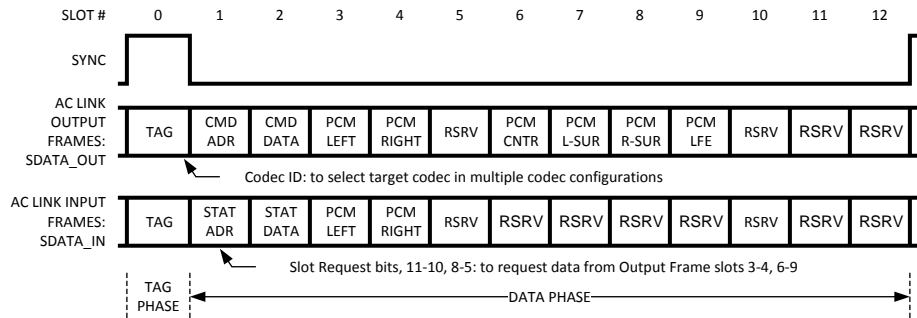 SLOT # 0 1 2 3 4 5 6 7 8 9 10 11 12
SYNC
AC LINK
OUTPUT
FRAMES:
SDATA_OUT
TAG
CMD
ADR
CMD
DATA
PCM
LEFT
PCM
RIGHT
RSRV
PCM
CNTR
PCM
L-SUR
PCM
R-SUR
PCM
LFE
RSRV
RSRV
RSRV
Codec ID: to select target codec in multiple codec configurations
AC LINK INPUT
FRAMES:
SDATA_IN
TAG
STAT
ADR
STAT
DATA
PCM
LEFT
PCM
RIGHT
RSRV
RSRV
RSRV
RSRV
RSRV
RSRV
RSRV
RSRV
Slot Request bits, 11-10, 8-5: to request data from Output Frame slots 3-4, 6-9
TAG
PHASE
DATA PHASE